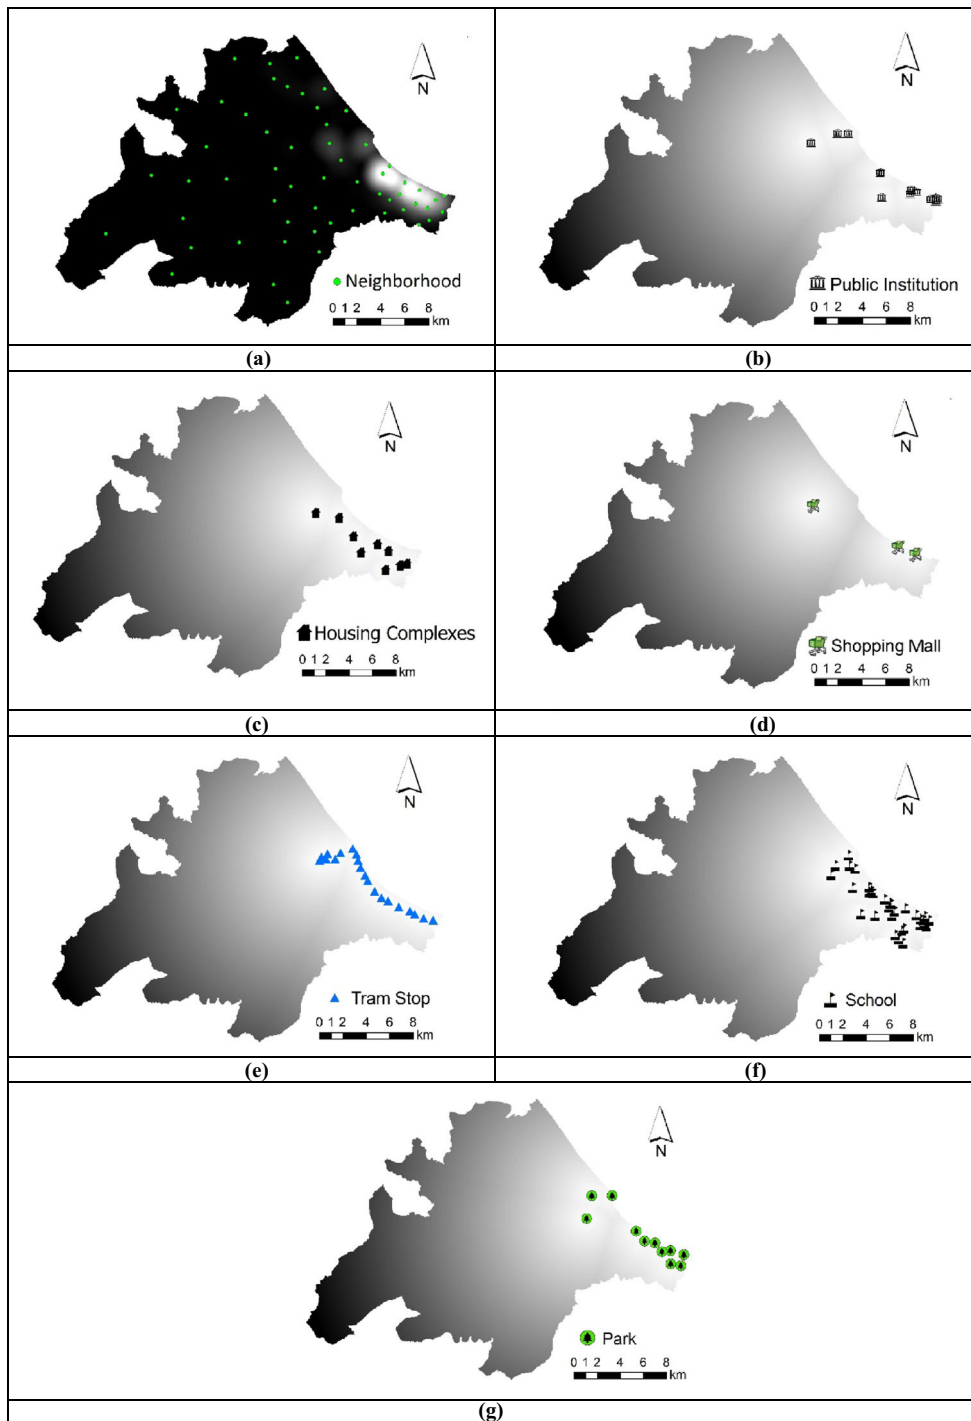 N
Neighborhood
0 1 2 4 6 8
km
(a)
N
Public Institution
0 1 2 4 6 8
km
(b)
N
Housing Complexes
0 1 2 4 6 8
km
(c)
N
Shopping Mall
0 1 2 4 6 8
km
(d)
N
Tram Stop
0 1 2 4 6 8
km
(e)
N
School
0 1 2 4 6 8
km
(f)
N
Park
0 1 2 4 6 8
km
(g)